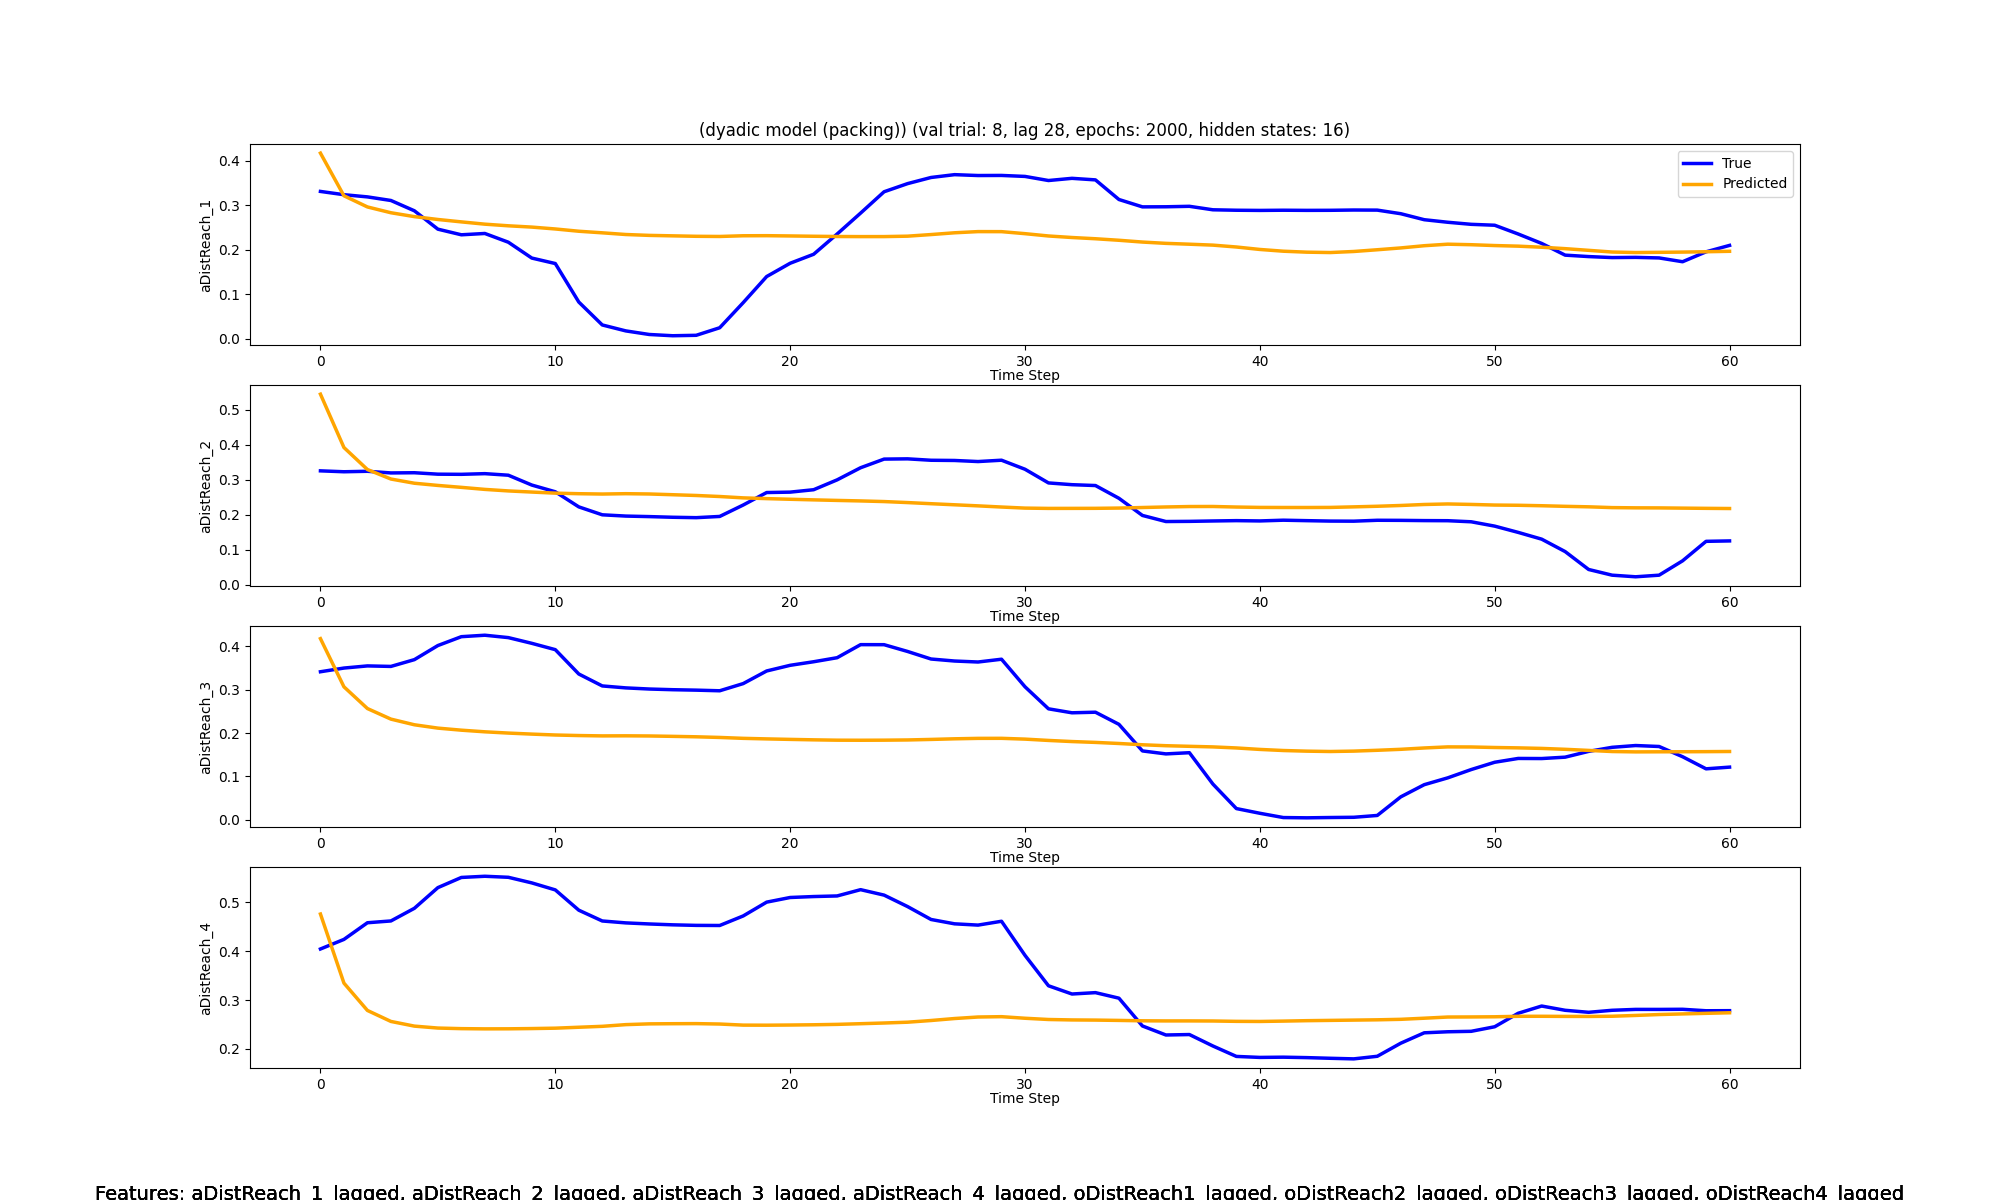 (dyadic model (packing)) (val trial: 8, lag 28, epochs: 2000, hidden states: 16)
True
Predicted
aDistReach_1
0.4
0.3
0.2
0.1
0.0
0 10 20 30 40 50 60
Time Step
aDistReach_2
0.5
0.4
0.3
0.2
0.1
0.0
0 10 20 30 40 50 60
Time Step
aDistReach_3
0.4
0.3
0.2
0.1
0.0
0 10 20 30 40 50 60
Time Step
aDistReach_4
0.5
0.4
0.3
0.2
0 10 20 30 40 50 60
Time Step
Features: aDistReach_1_lagged, aDistReach_2_lagged, aDistReach_3_lagged, aDistReach_4_lagged, oDistReach1_lagged, oDistReach2_lagged, oDistReach3_lagged, oDistReach4_lagged